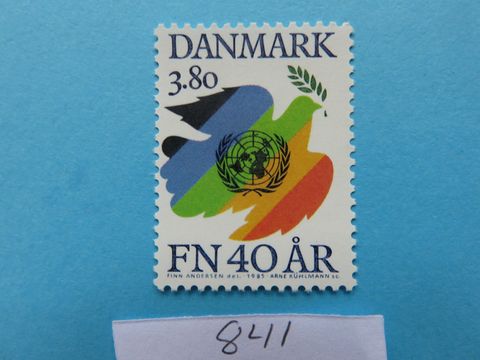 DANMARK
3.80
FN 40 ÅR
FINN ANDERSEN del. 1985 ARNE KÜHLMANN sc.
841